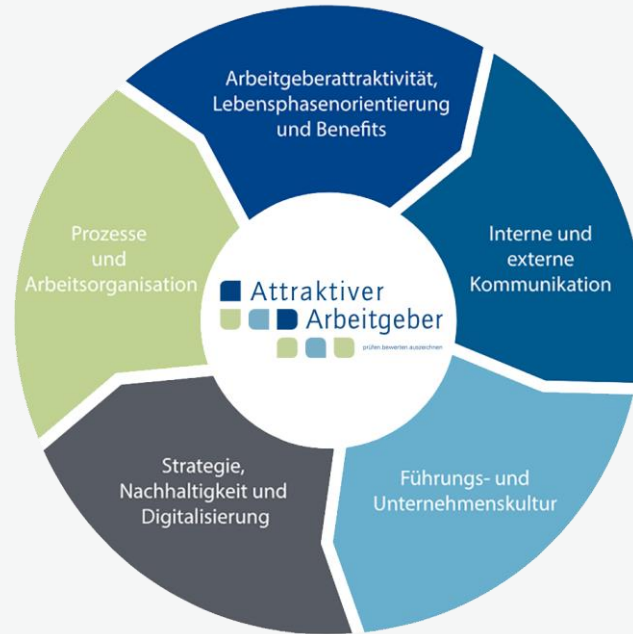 Arbeitgeberattraktivität,
Lebensphasenorientierung
und Benefits
Interne und
externe
Kommunikation
Führungs- und
Unternehmenskultur
Strategie,
Nachhaltigkeit und
Digitalisierung
Prozesse
und
Arbeitsorganisation
Attraktiver
Arbeitgeber
prüfen bewerten auszeichnen